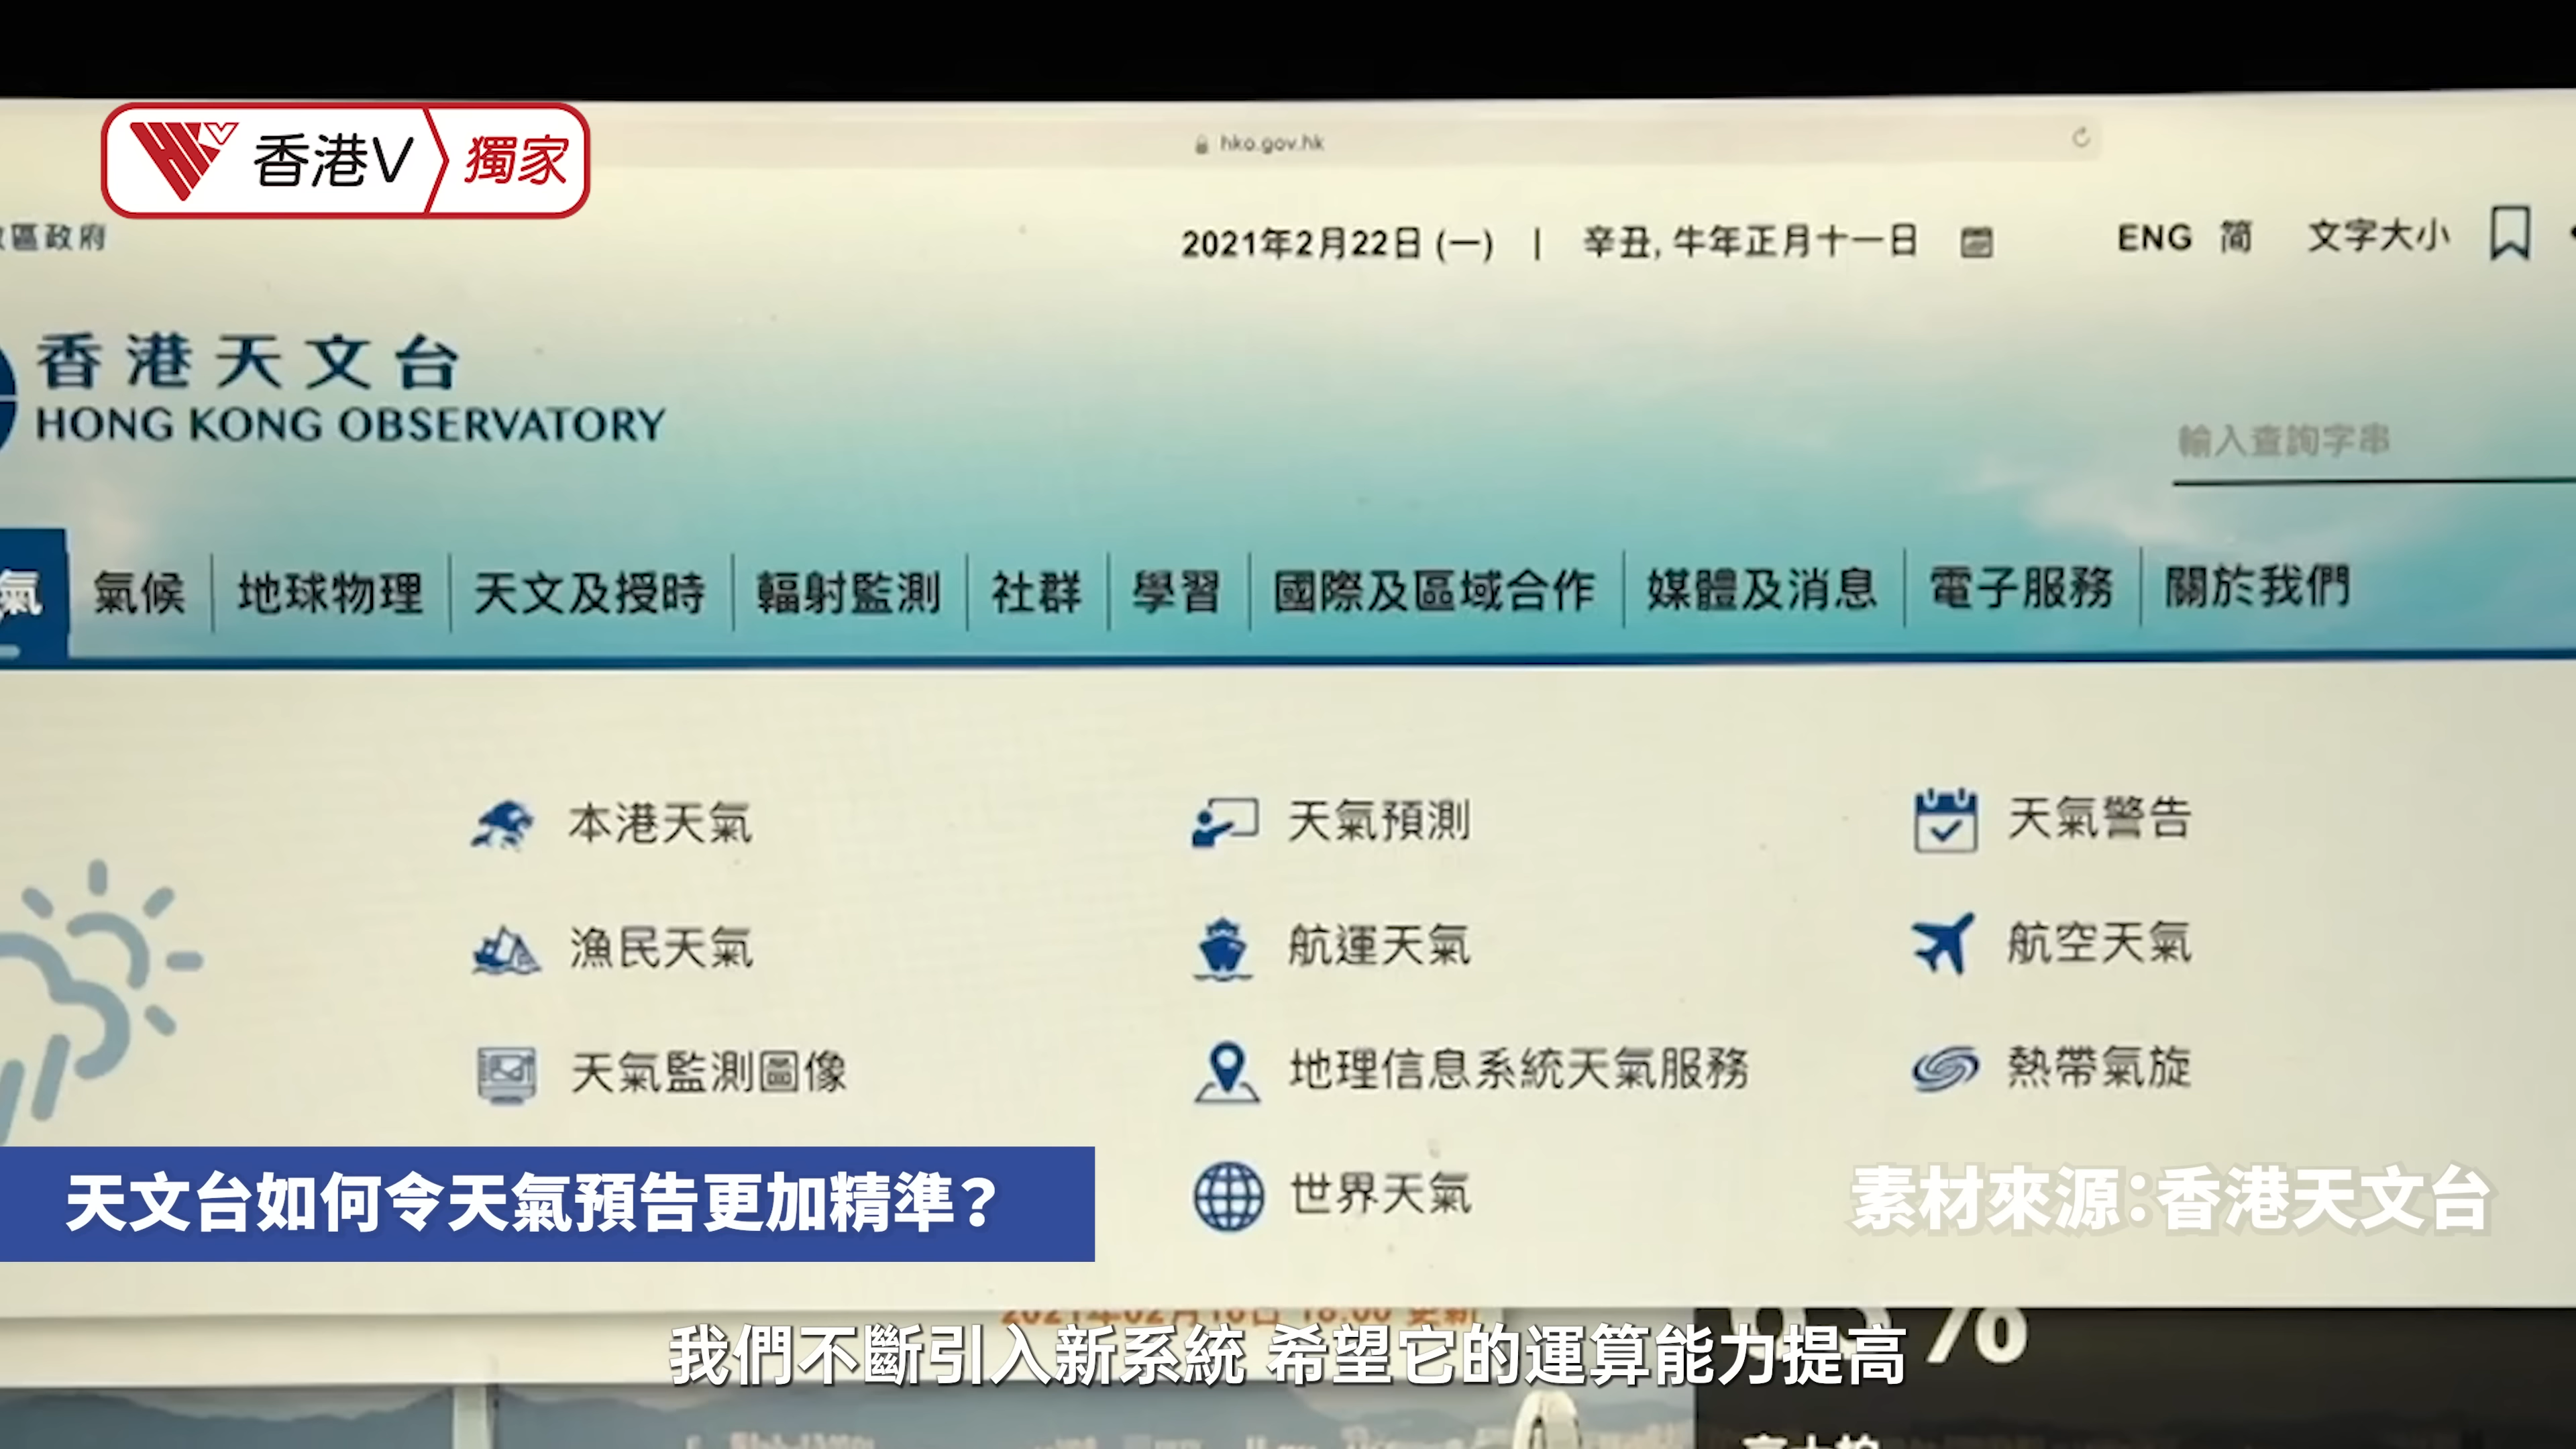 hko.gov.hk
香港V 獨家
區政府
2021年2月22日 (一) | 辛丑, 牛年正月十一日
ENG 简 文字大小
香港天文台
HONG KONG OBSERVATORY
輸入查詢字串
氣 氣候 地球物理 天文及授時 輻射監測 社群 學習 國際及區域合作 媒體及消息 電子服務 關於我們
本港天氣 天氣預測 天氣警告
漁民天氣 航運天氣 航空天氣
天氣監測圖像 地理信息系統天氣服務 熱帶氣旋
世界天氣
天文台如何令天氣預告更加精準？
素材來源：香港天文台
我們不斷引入新系統 希望它的運算能力提高